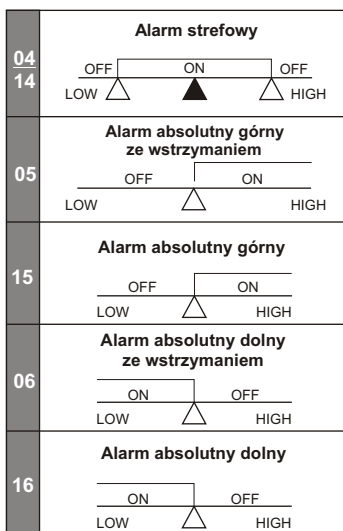 04
14
Alarm strefowy
OFF ON OFF
LOW HIGH
05
Alarm absolutny górny
ze wstrzymaniem
OFF ON
LOW HIGH
15
Alarm absolutny górny
OFF ON
LOW HIGH
06
Alarm absolutny dolny
ze wstrzymaniem
ON OFF
LOW HIGH
16
Alarm absolutny dolny
ON OFF
LOW HIGH